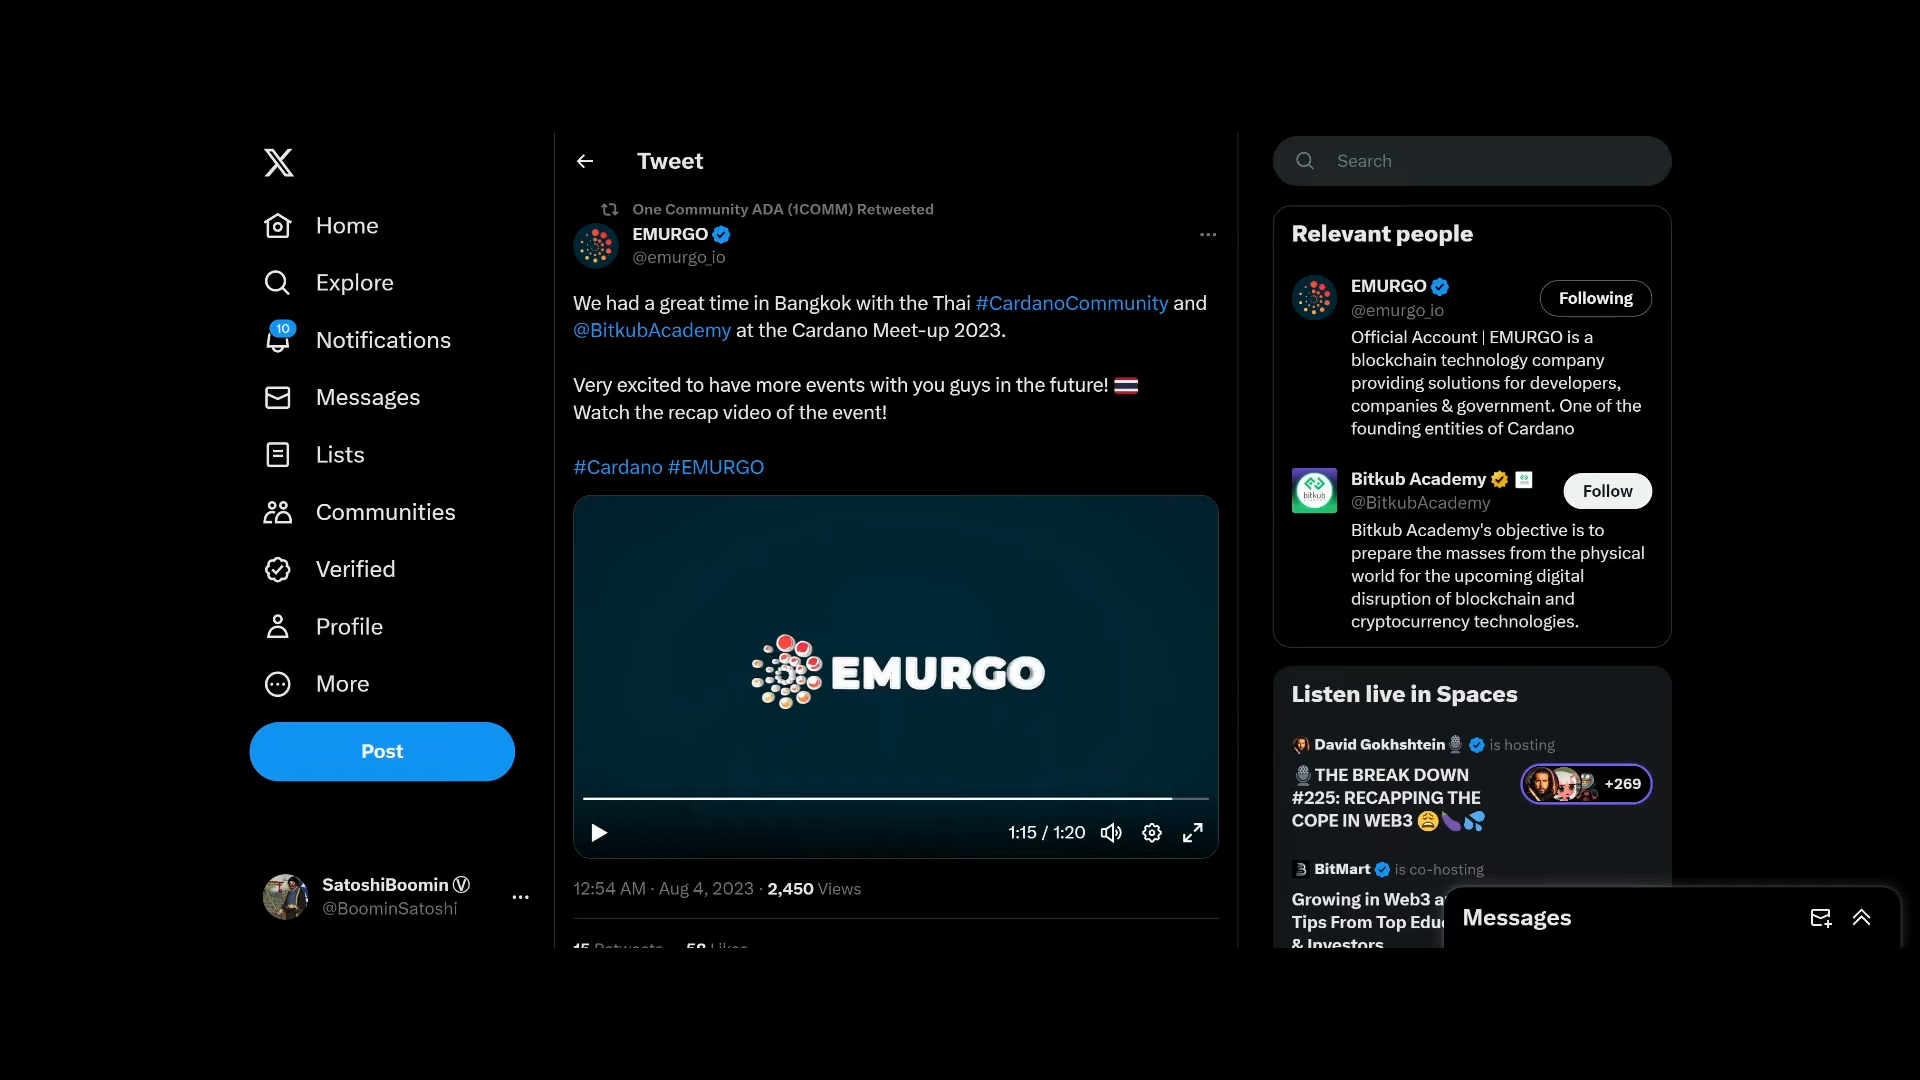 Home
Explore
10
Notifications
Messages
Lists
Communities
Verified
Profile
More
Post
SatoshiBoomin Ⓥ
@BoominSatoshi
Tweet
One Community ADA (1COMM) Retweeted
EMURGO
@emurgo_io
We had a great time in Bangkok with the Thai #CardanoCommunity and
@BitkubAcademy at the Cardano Meet-up 2023.
Very excited to have more events with you guys in the future! 🇹🇭
Watch the recap video of the event!
#Cardano #EMURGO
EMURGO
1:15 / 1:20
12:54 AM · Aug 4, 2023 · 2,450 Views
15 Retweets 58 Likes
Search
Relevant people
EMURGO
Following
@emurgo_io
Official Account | EMURGO is a
blockchain technology company
providing solutions for developers,
companies & government. One of the
founding entities of Cardano
bitkub
Bitkub Academy
Follow
@BitkubAcademy
Bitkub Academy's objective is to
prepare the masses from the physical
world for the upcoming digital
disruption of blockchain and
cryptocurrency technologies.
Listen live in Spaces
David Gokhshtein🎙 is hosting
🎙THE BREAK DOWN
#225: RECAPPING THE
COPE IN WEB3 😩🍆💦
+269
BitMart is co-hosting
Growing in Web3 a
Tips From Top Edu
& Investors
Messages